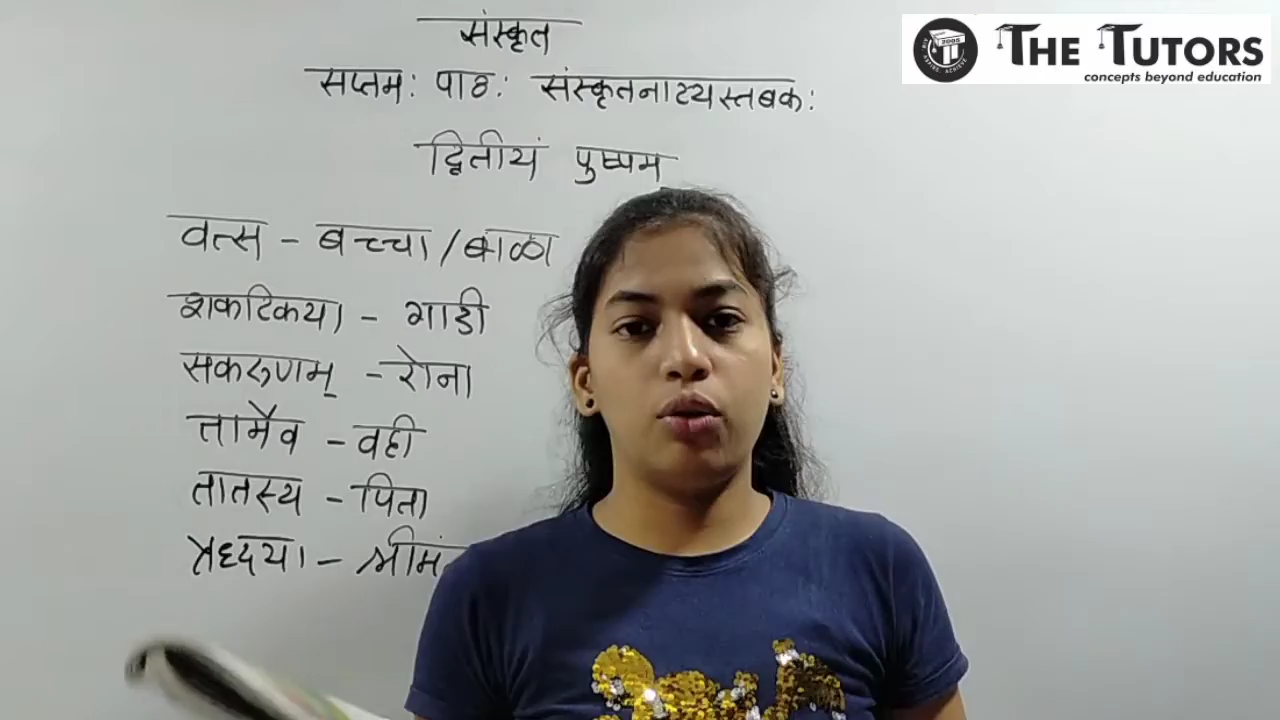 संस्कृत
सप्तमः पाठः संस्कृतनाट्यस्तबकः
द्वितीयं पुष्पम
वत्स - बच्चा / बाळा
शकटिकया - गाडी
सकरुणम् - रोना
तामेव - वही
तातस्य - पिता
THE TUTORS
concepts beyond education
2005